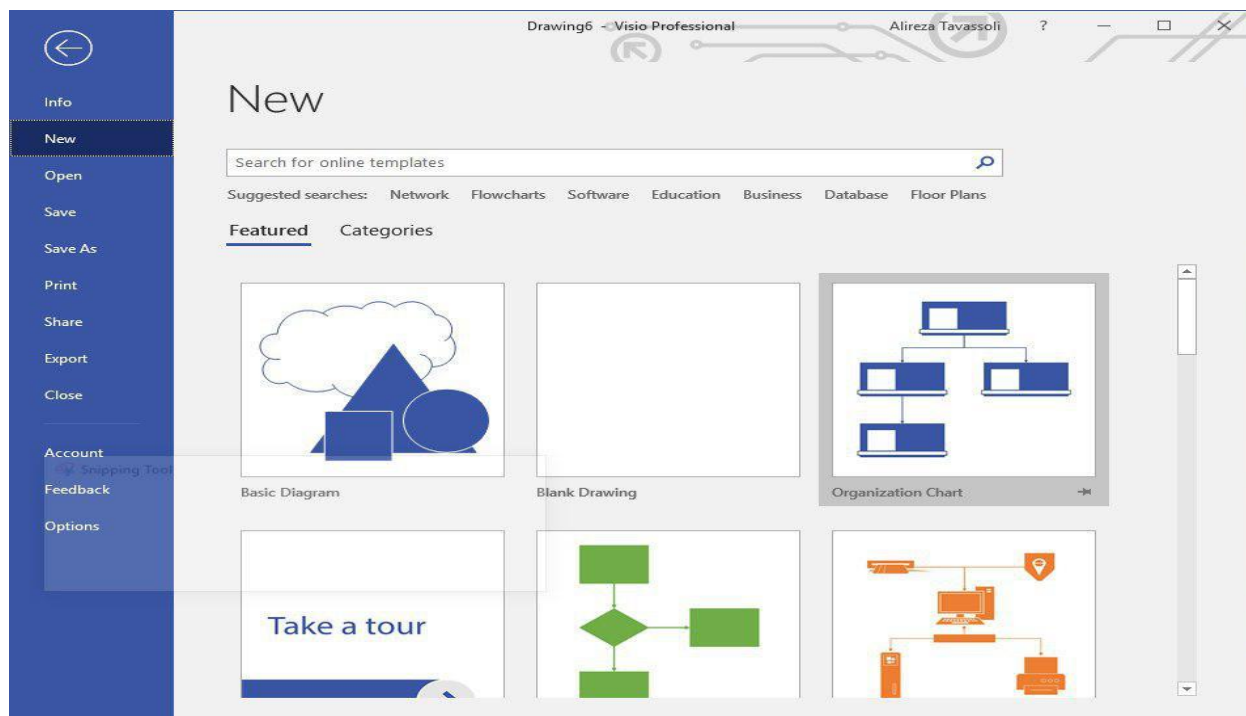 Drawing6 - Visio Professional
Alireza Tavassoli
?
Info
New
Open
Save
Save As
Print
Share
Export
Close
Account
Snipping Tool
Feedback
Options
New
Search for online templates
Suggested searches: Network Flowcharts Software Education Business Database Floor Plans
Featured Categories
Basic Diagram
Blank Drawing
Organization Chart
Take a tour